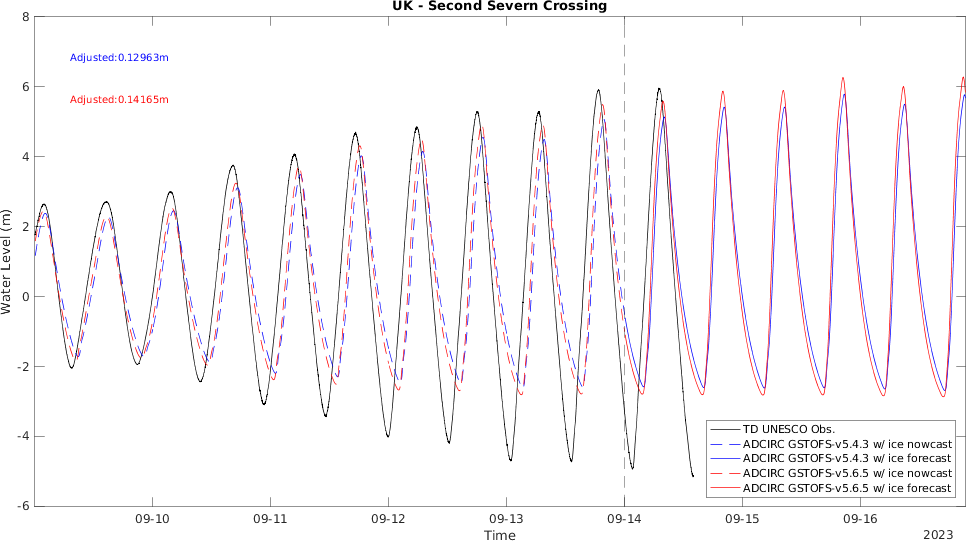 UK - Second Severn Crossing
Adjusted:0.12963m
Adjusted:0.14165m
Water Level (m)
8
6
4
2
0
-2
-4
-6
TD UNESCO Obs.
ADCIRC GSTOFS-v5.4.3 w/ ice nowcast
ADCIRC GSTOFS-v5.4.3 w/ ice forecast
ADCIRC GSTOFS-v5.6.5 w/ ice nowcast
ADCIRC GSTOFS-v5.6.5 w/ ice forecast
09-10 09-11 09-12 09-13 09-14 09-15 09-16
Time
2023